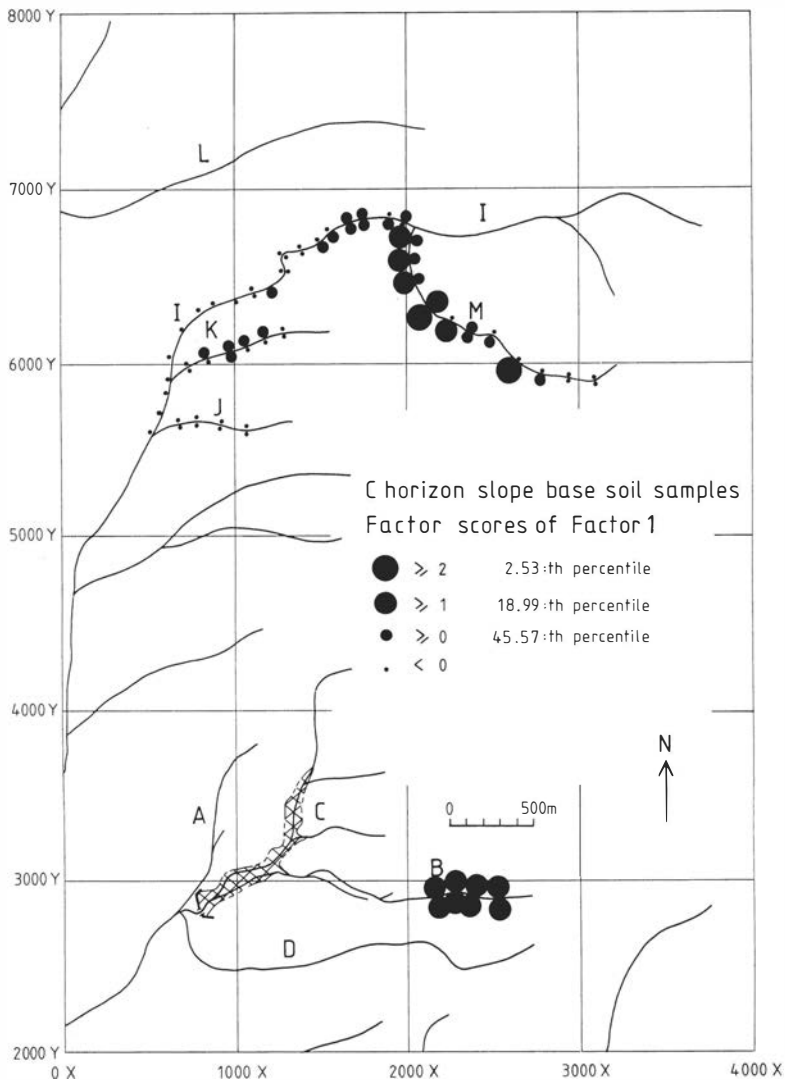 8000 Y
L
7000 Y
I
I
M
K
6000 Y
J
C horizon slope base soil samples
Factor scores of Factor 1
⩾ 2 2.53:th percentile
⩾ 1 18.99:th percentile
⩾ 0 45.57:th percentile
< 0
5000 Y
4000 Y
N
A
C
0 500m
B
3000 Y
D
2000 Y
0 X 1000 X 2000 X 3000 X 4000 X